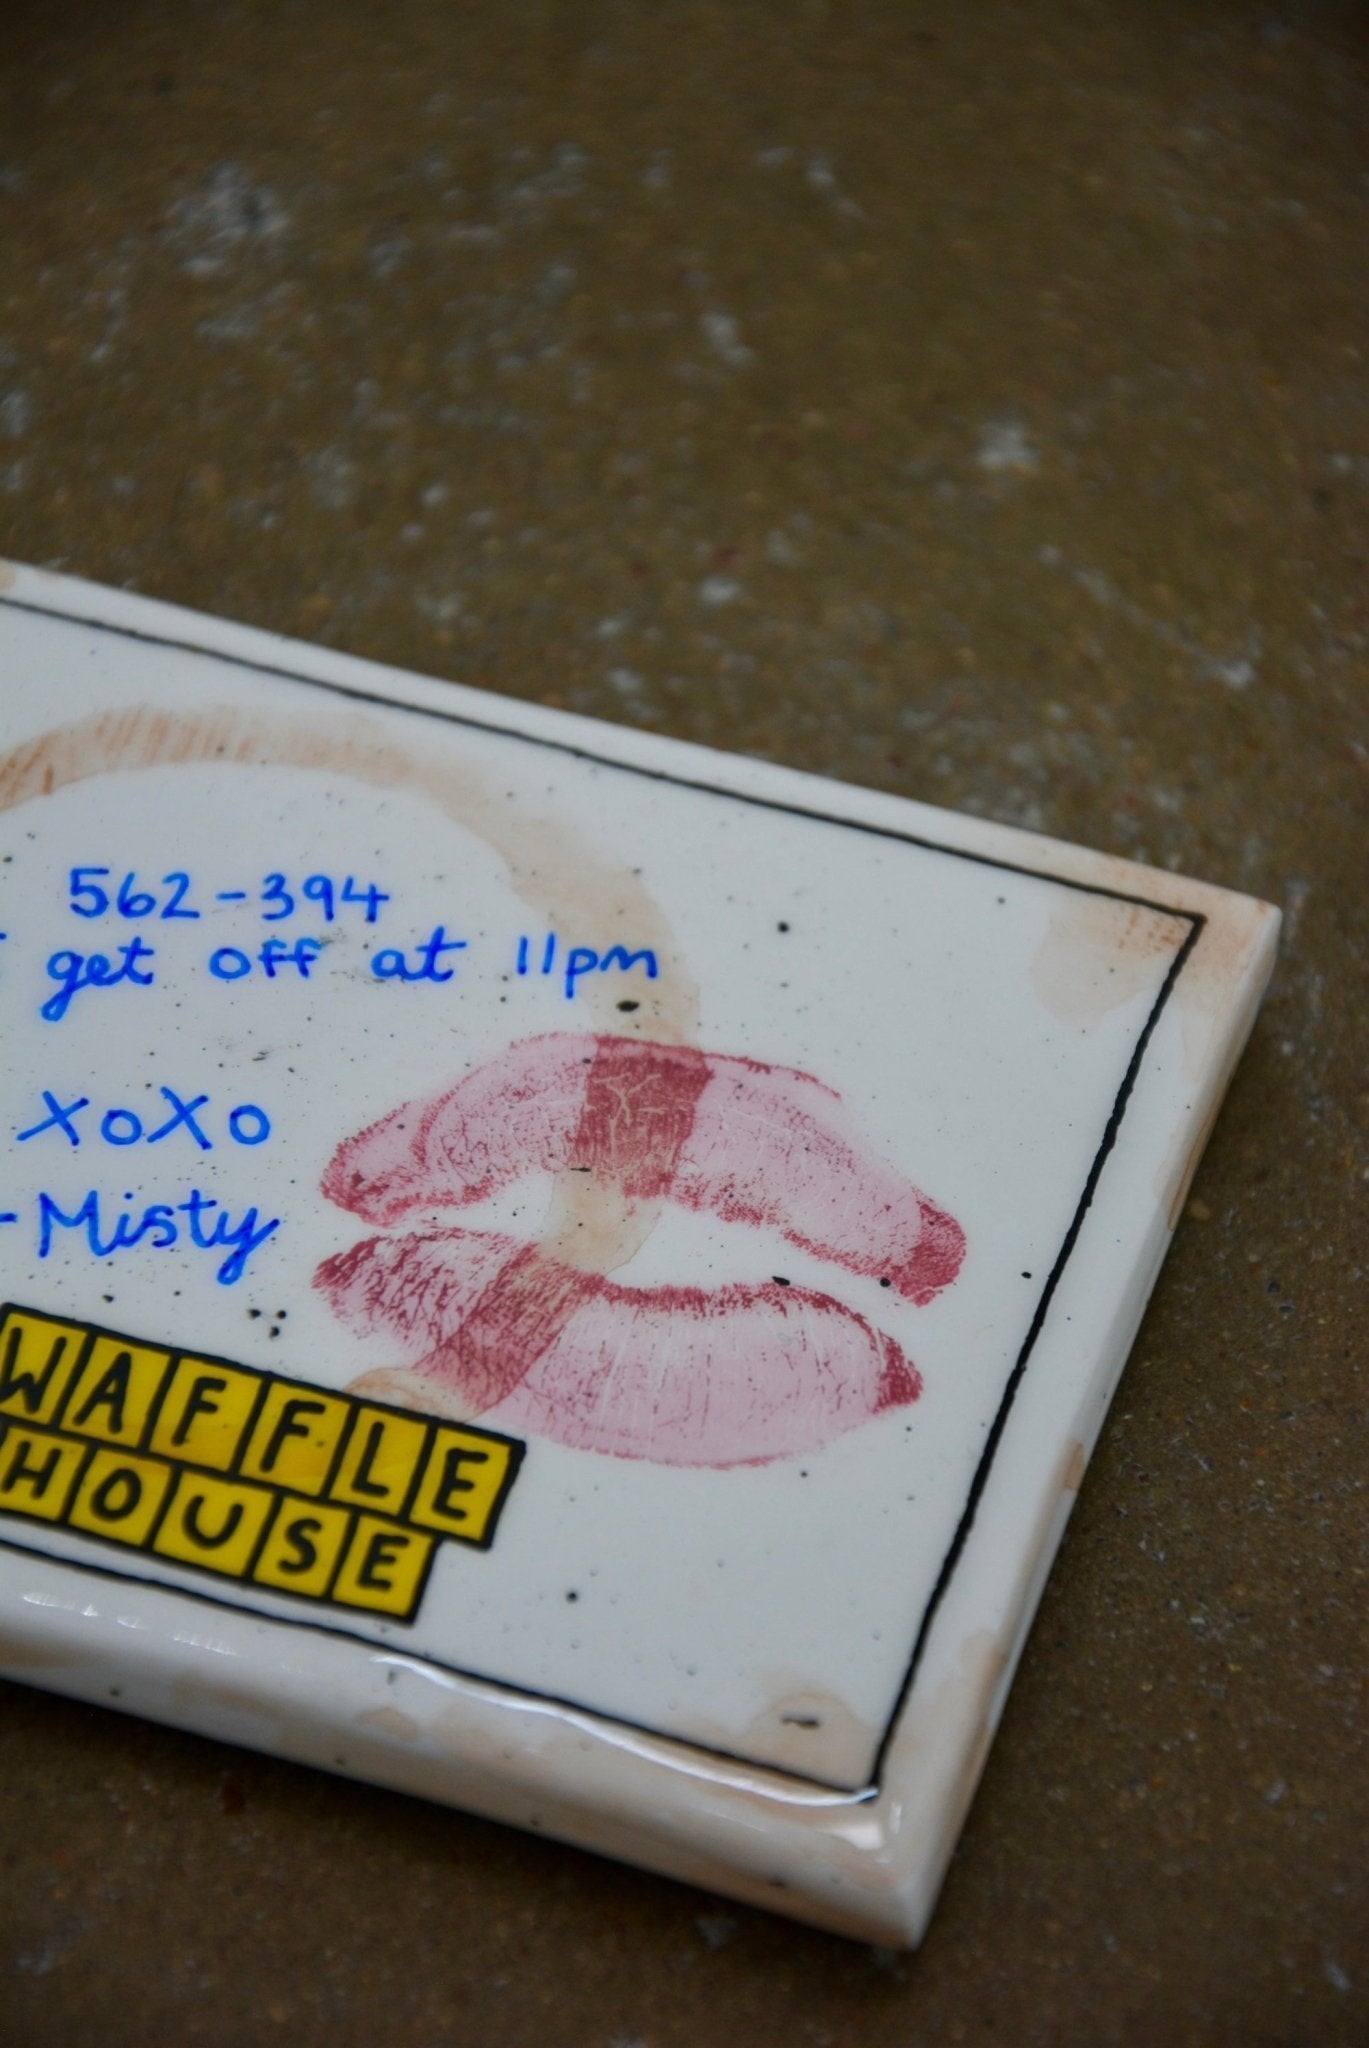 562-394
get off at 11pm
XoXo
-Misty
WAFFLE
HOUSE